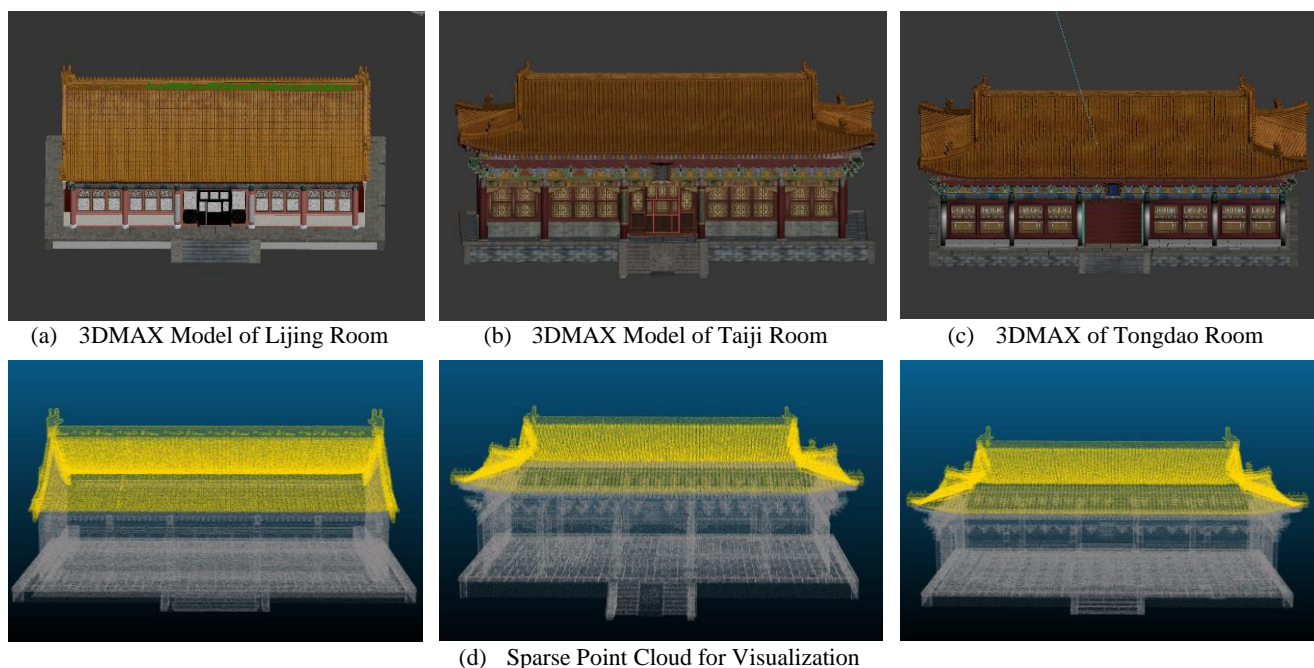 (a) 3DMAX Model of Lijing Room
(b) 3DMAX Model of Taiji Room
(c) 3DMAX of Tongdao Room
(d) Sparse Point Cloud for Visualization